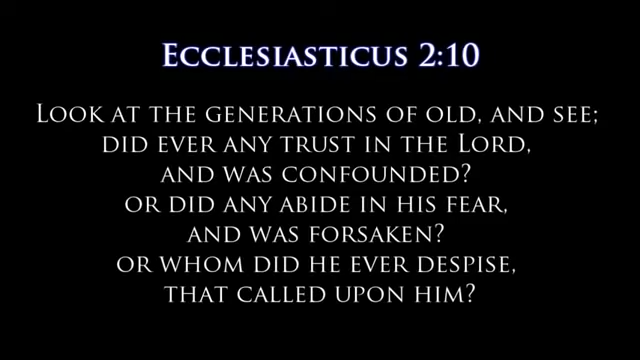 Ecclesiasticus 2:10
Look at the generations of old, and see;
did ever any trust in the Lord,
and was confounded?
or did any abide in his fear,
and was forsaken?
or whom did he ever despise,
that called upon him?